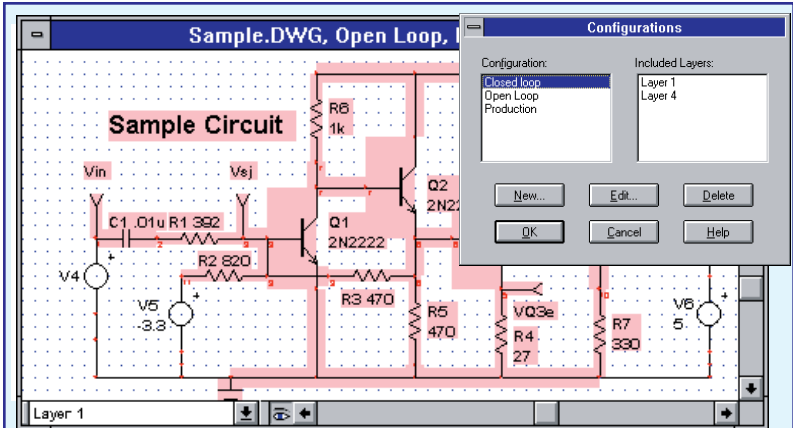 Sample.DWG, Open Loop,
Configurations
Configuration:
Closed loop
Open Loop
Production
Included Layers:
Layer 1
Layer 4
New...
Edit...
Delete
OK
Cancel
Help
Sample Circuit
R6
1k
Vin
Vsj
Q2
2N22
C1 .01u R1 392
Q1
2N2222
R2 820
V4
V5
-3.3
R3 470
R5
470
VQ3e
R4
27
R7
330
V6
5
Layer 1